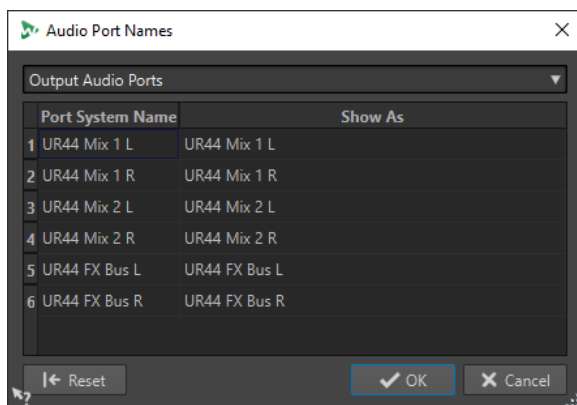 Audio Port Names
Output Audio Ports
Port System Name Show As
1 UR44 Mix 1 L UR44 Mix 1 L
2 UR44 Mix 1 R UR44 Mix 1 R
3 UR44 Mix 2 L UR44 Mix 2 L
4 UR44 Mix 2 R UR44 Mix 2 R
5 UR44 FX Bus L UR44 FX Bus L
6 UR44 FX Bus R UR44 FX Bus R
Reset OK Cancel
?